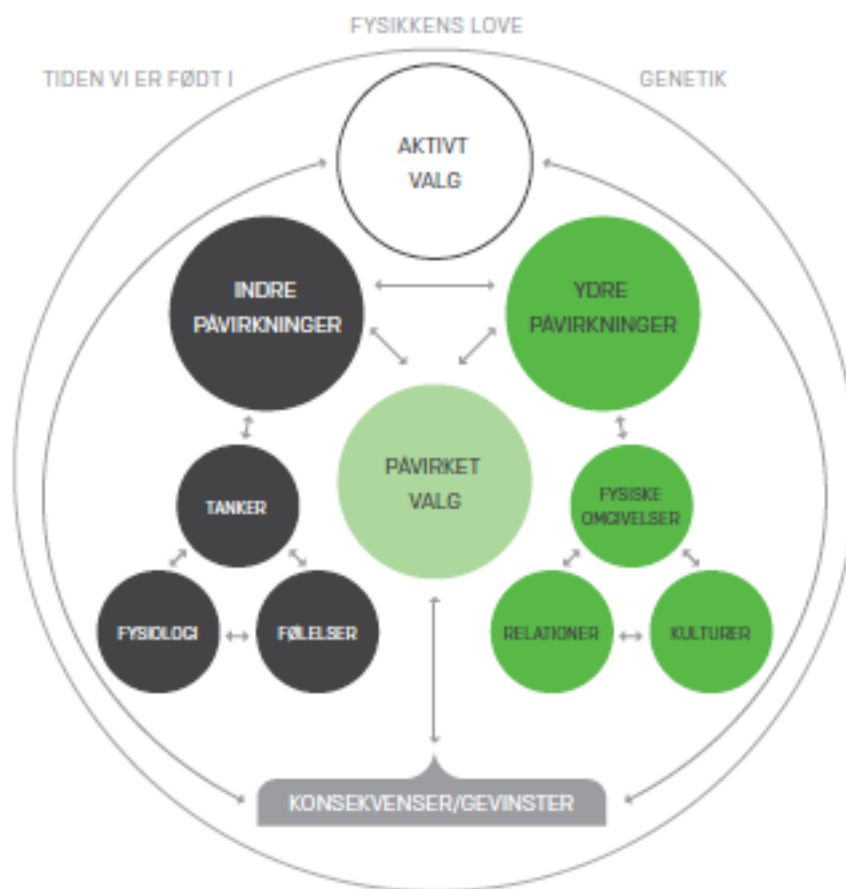 FYSIKKENS LOVE
TIDEN VI ER FØDT I
GENETIK
AKTIVT
VALG
INDRE
PÅVIRKNINGER
YDRE
PÅVIRKNINGER
PÅVIRKET
VALG
TANKER
FYSIOLOGI
FØLELSER
FYSISKE
OMGIVELSER
RELATIONER
KULTURER
KONSEKVENSER/GEVINSTER